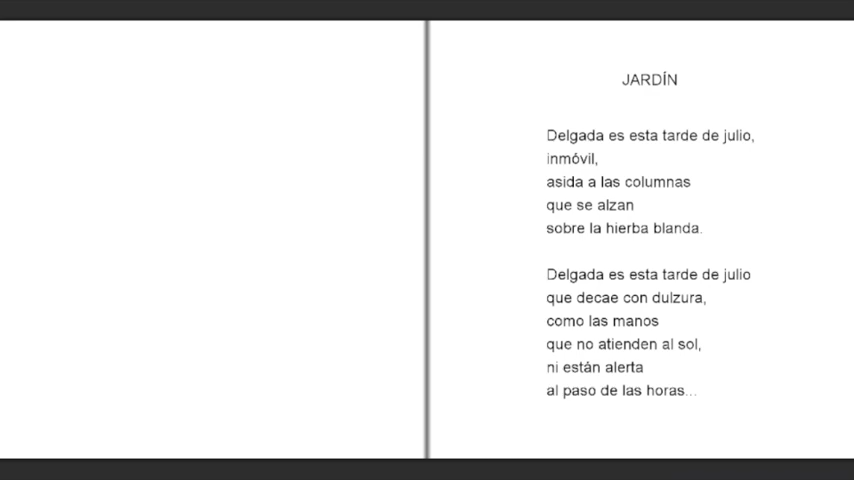 JARDÍN
Delgada es esta tarde de julio,
inmóvil,
asida a las columnas
que se alzan
sobre la hierba blanda.
Delgada es esta tarde de julio
que decae con dulzura,
como las manos
que no atienden al sol,
ni están alerta
al paso de las horas...